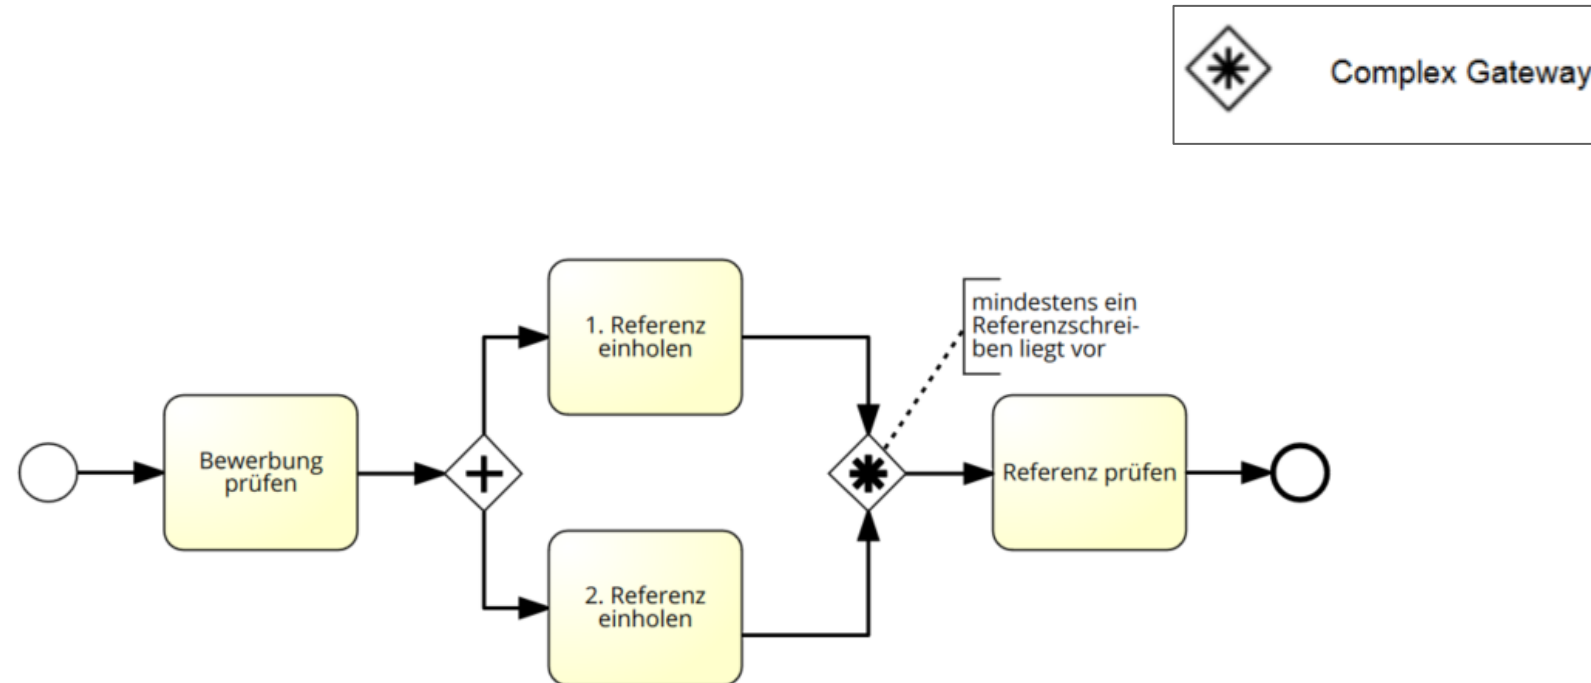 Complex Gateway
1. Referenz
einholen
mindestens ein
Referenzschrei-
ben liegt vor
Bewerbung
prüfen
Referenz prüfen
2. Referenz
einholen